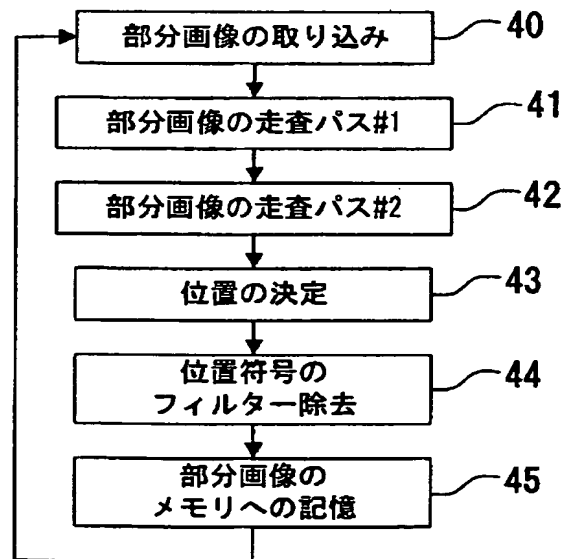 部分画像の取り込み
40
部分画像の走査パス#1
41
部分画像の走査パス#2
42
位置の決定
43
位置符号の
フィルター除去
44
部分画像の
メモリへの記憶
45